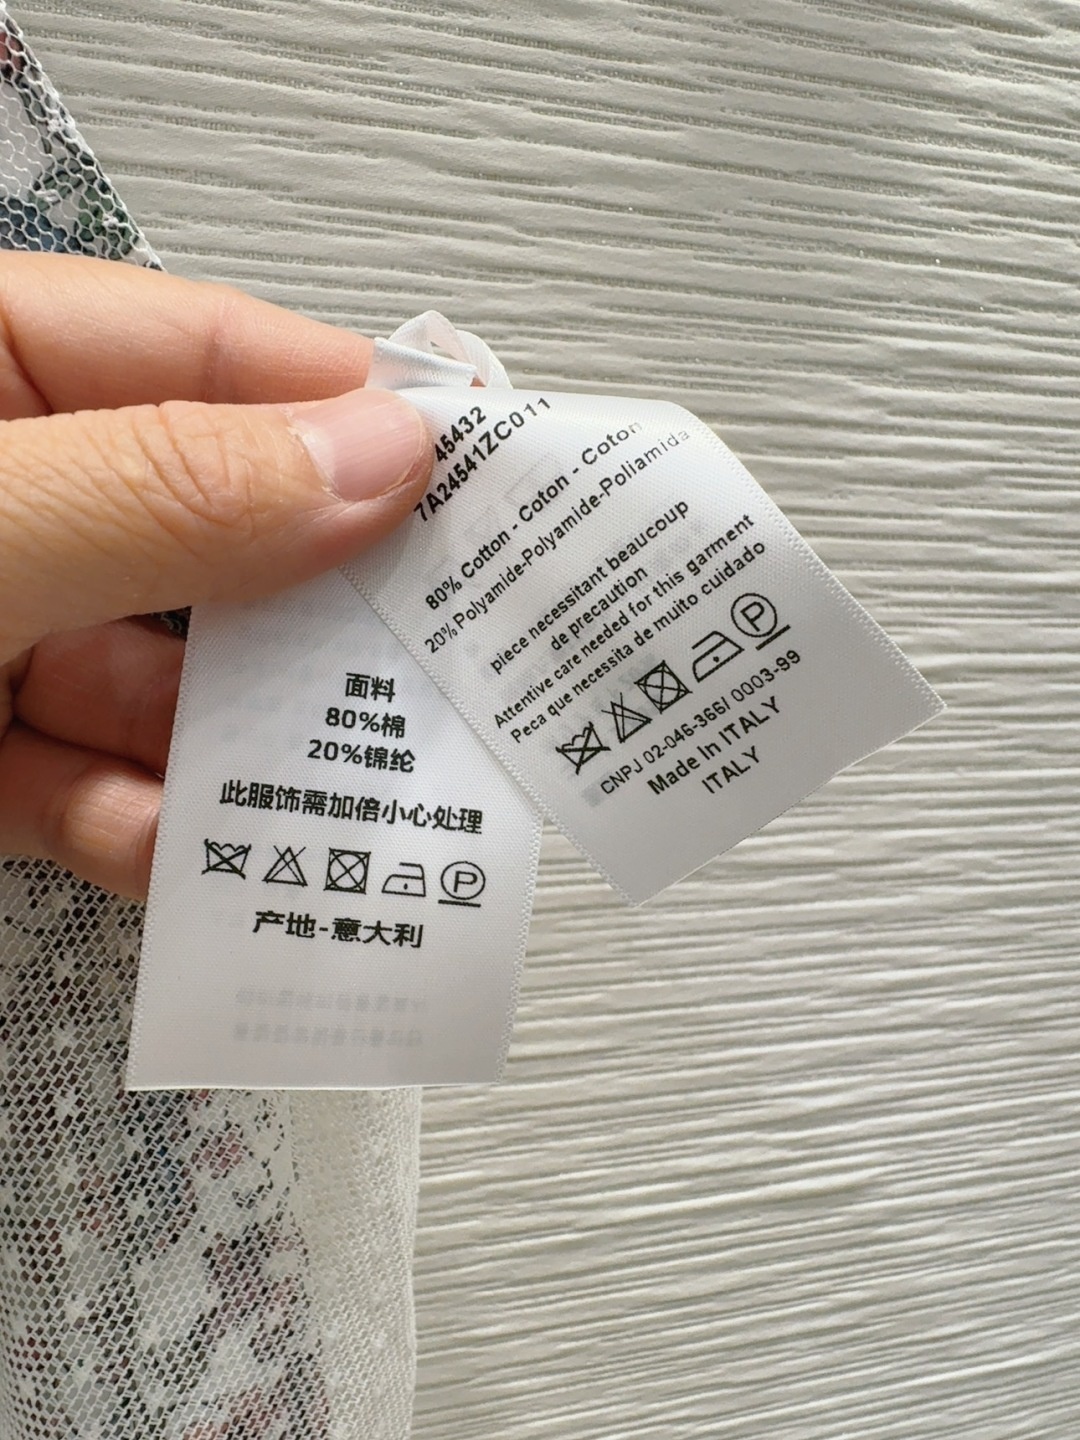 45432
7A24541ZC011
80% Cotton - Coton - Coton - Coton
20% Polyamide-Polyamide-Polyamide-Poliamida
piece necessitant beaucoup
de precaution
Attentive care needed for this garment
Peca que necessita de muito cuidado
P
CNPJ 02-046-366/ 0003-99
Made In ITALY
ITALY
面料
80%棉
20%锦纶
此服饰需加倍小心处理
P
产地-意大利